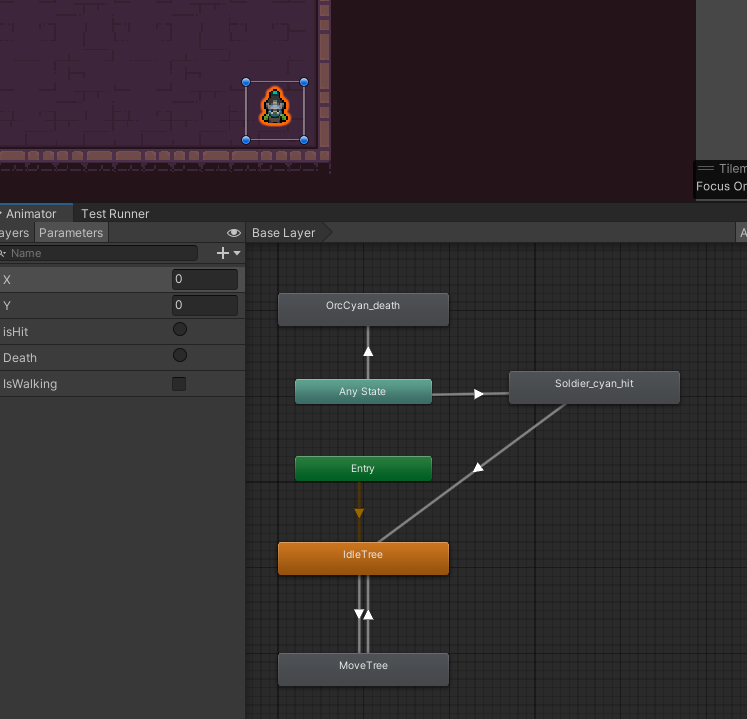 Tilem
Focus Or
Animator Test Runner
ayers Parameters Base Layer A
Name
X 0
Y 0
isHit
Death
IsWalking
OrcCyan_death
Soldier_cyan_hit
Any State
Entry
IdleTree
MoveTree